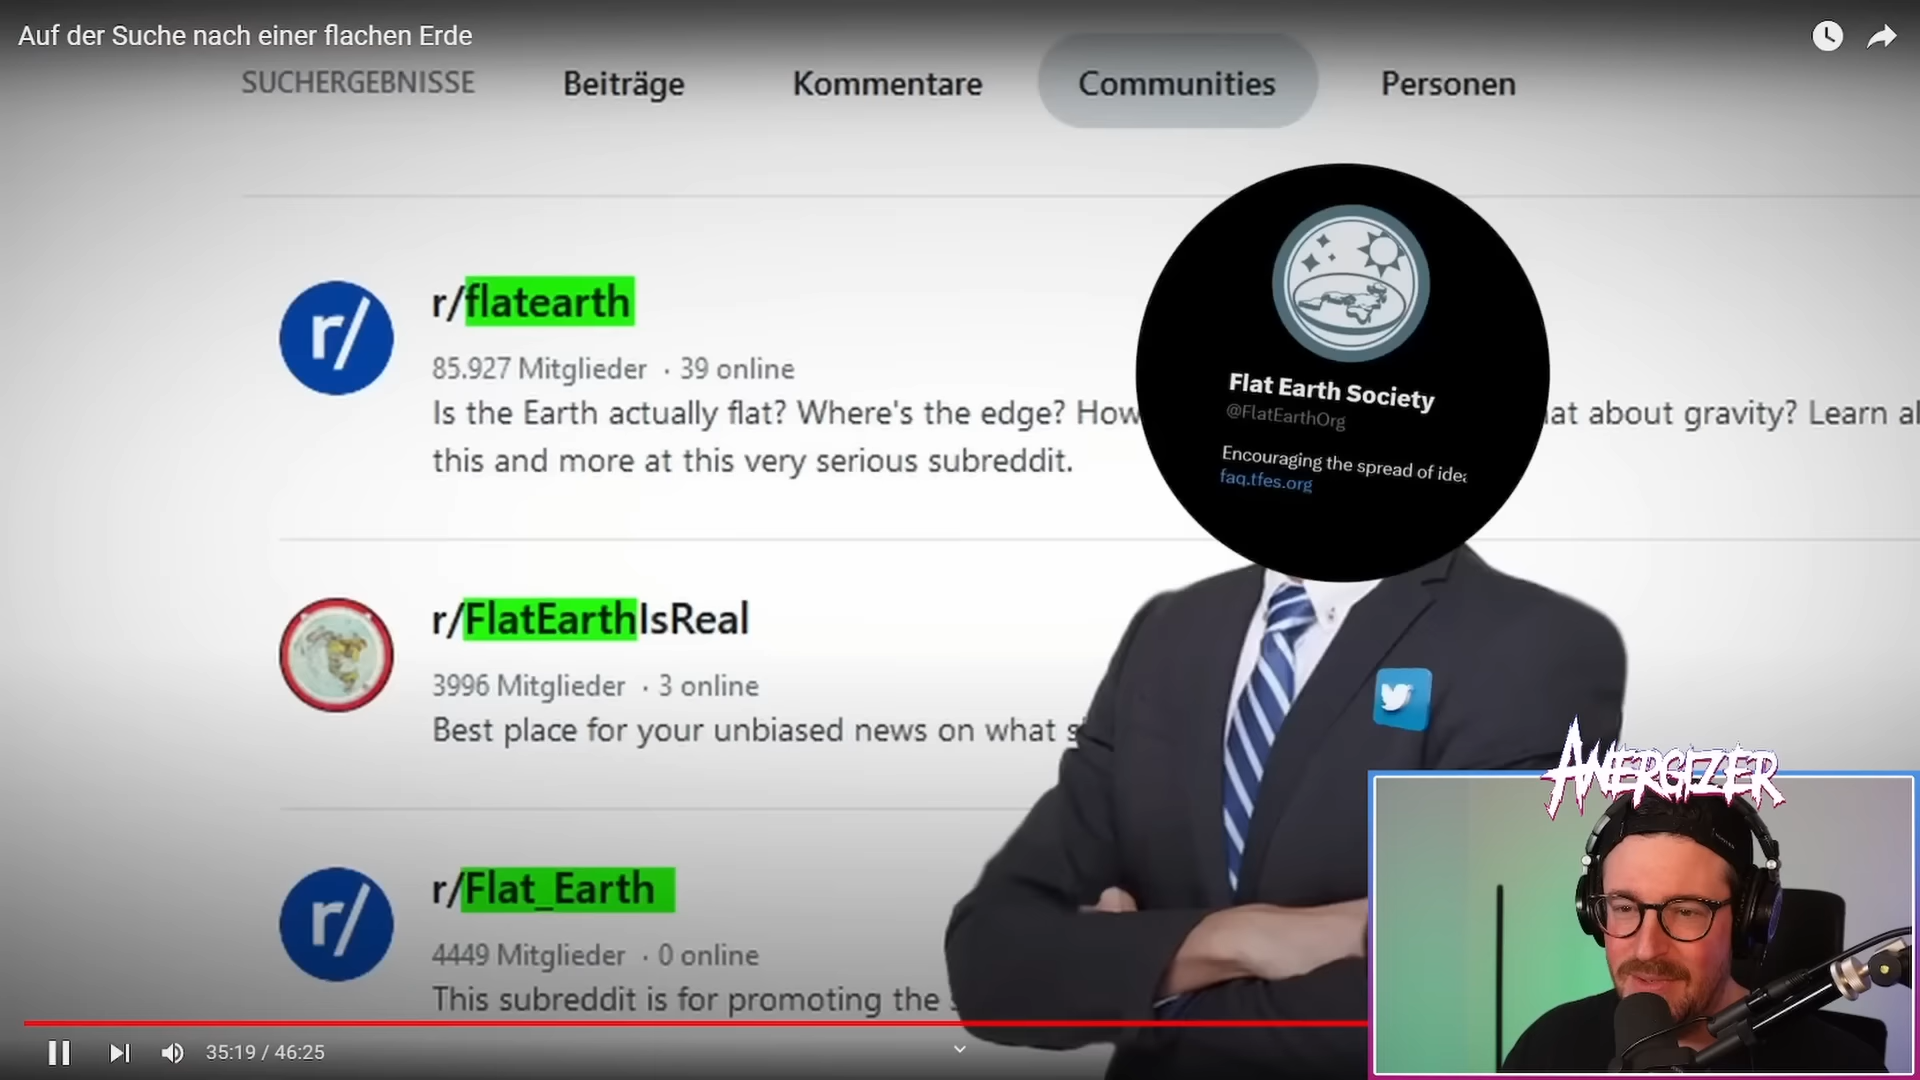 Auf der Suche nach einer flachen Erde
SUCHERGEBNISSE Beiträge Kommentare Communities Personen
r/flatearth
85.927 Mitglieder · 39 online
Is the Earth actually flat? Where's the edge? How at about gravity? Learn al
this and more at this very serious subreddit.
Flat Earth Society
@FlatEarthOrg
Encouraging the spread of idea
faq.tfes.org
r/
r/FlatEarthIsReal
3996 Mitglieder · 3 online
Best place for your unbiased news on what s
r/
r/Flat_Earth
4449 Mitglieder · 0 online
This subreddit is for promoting the s
ANERGIZER
35:19 / 46:25